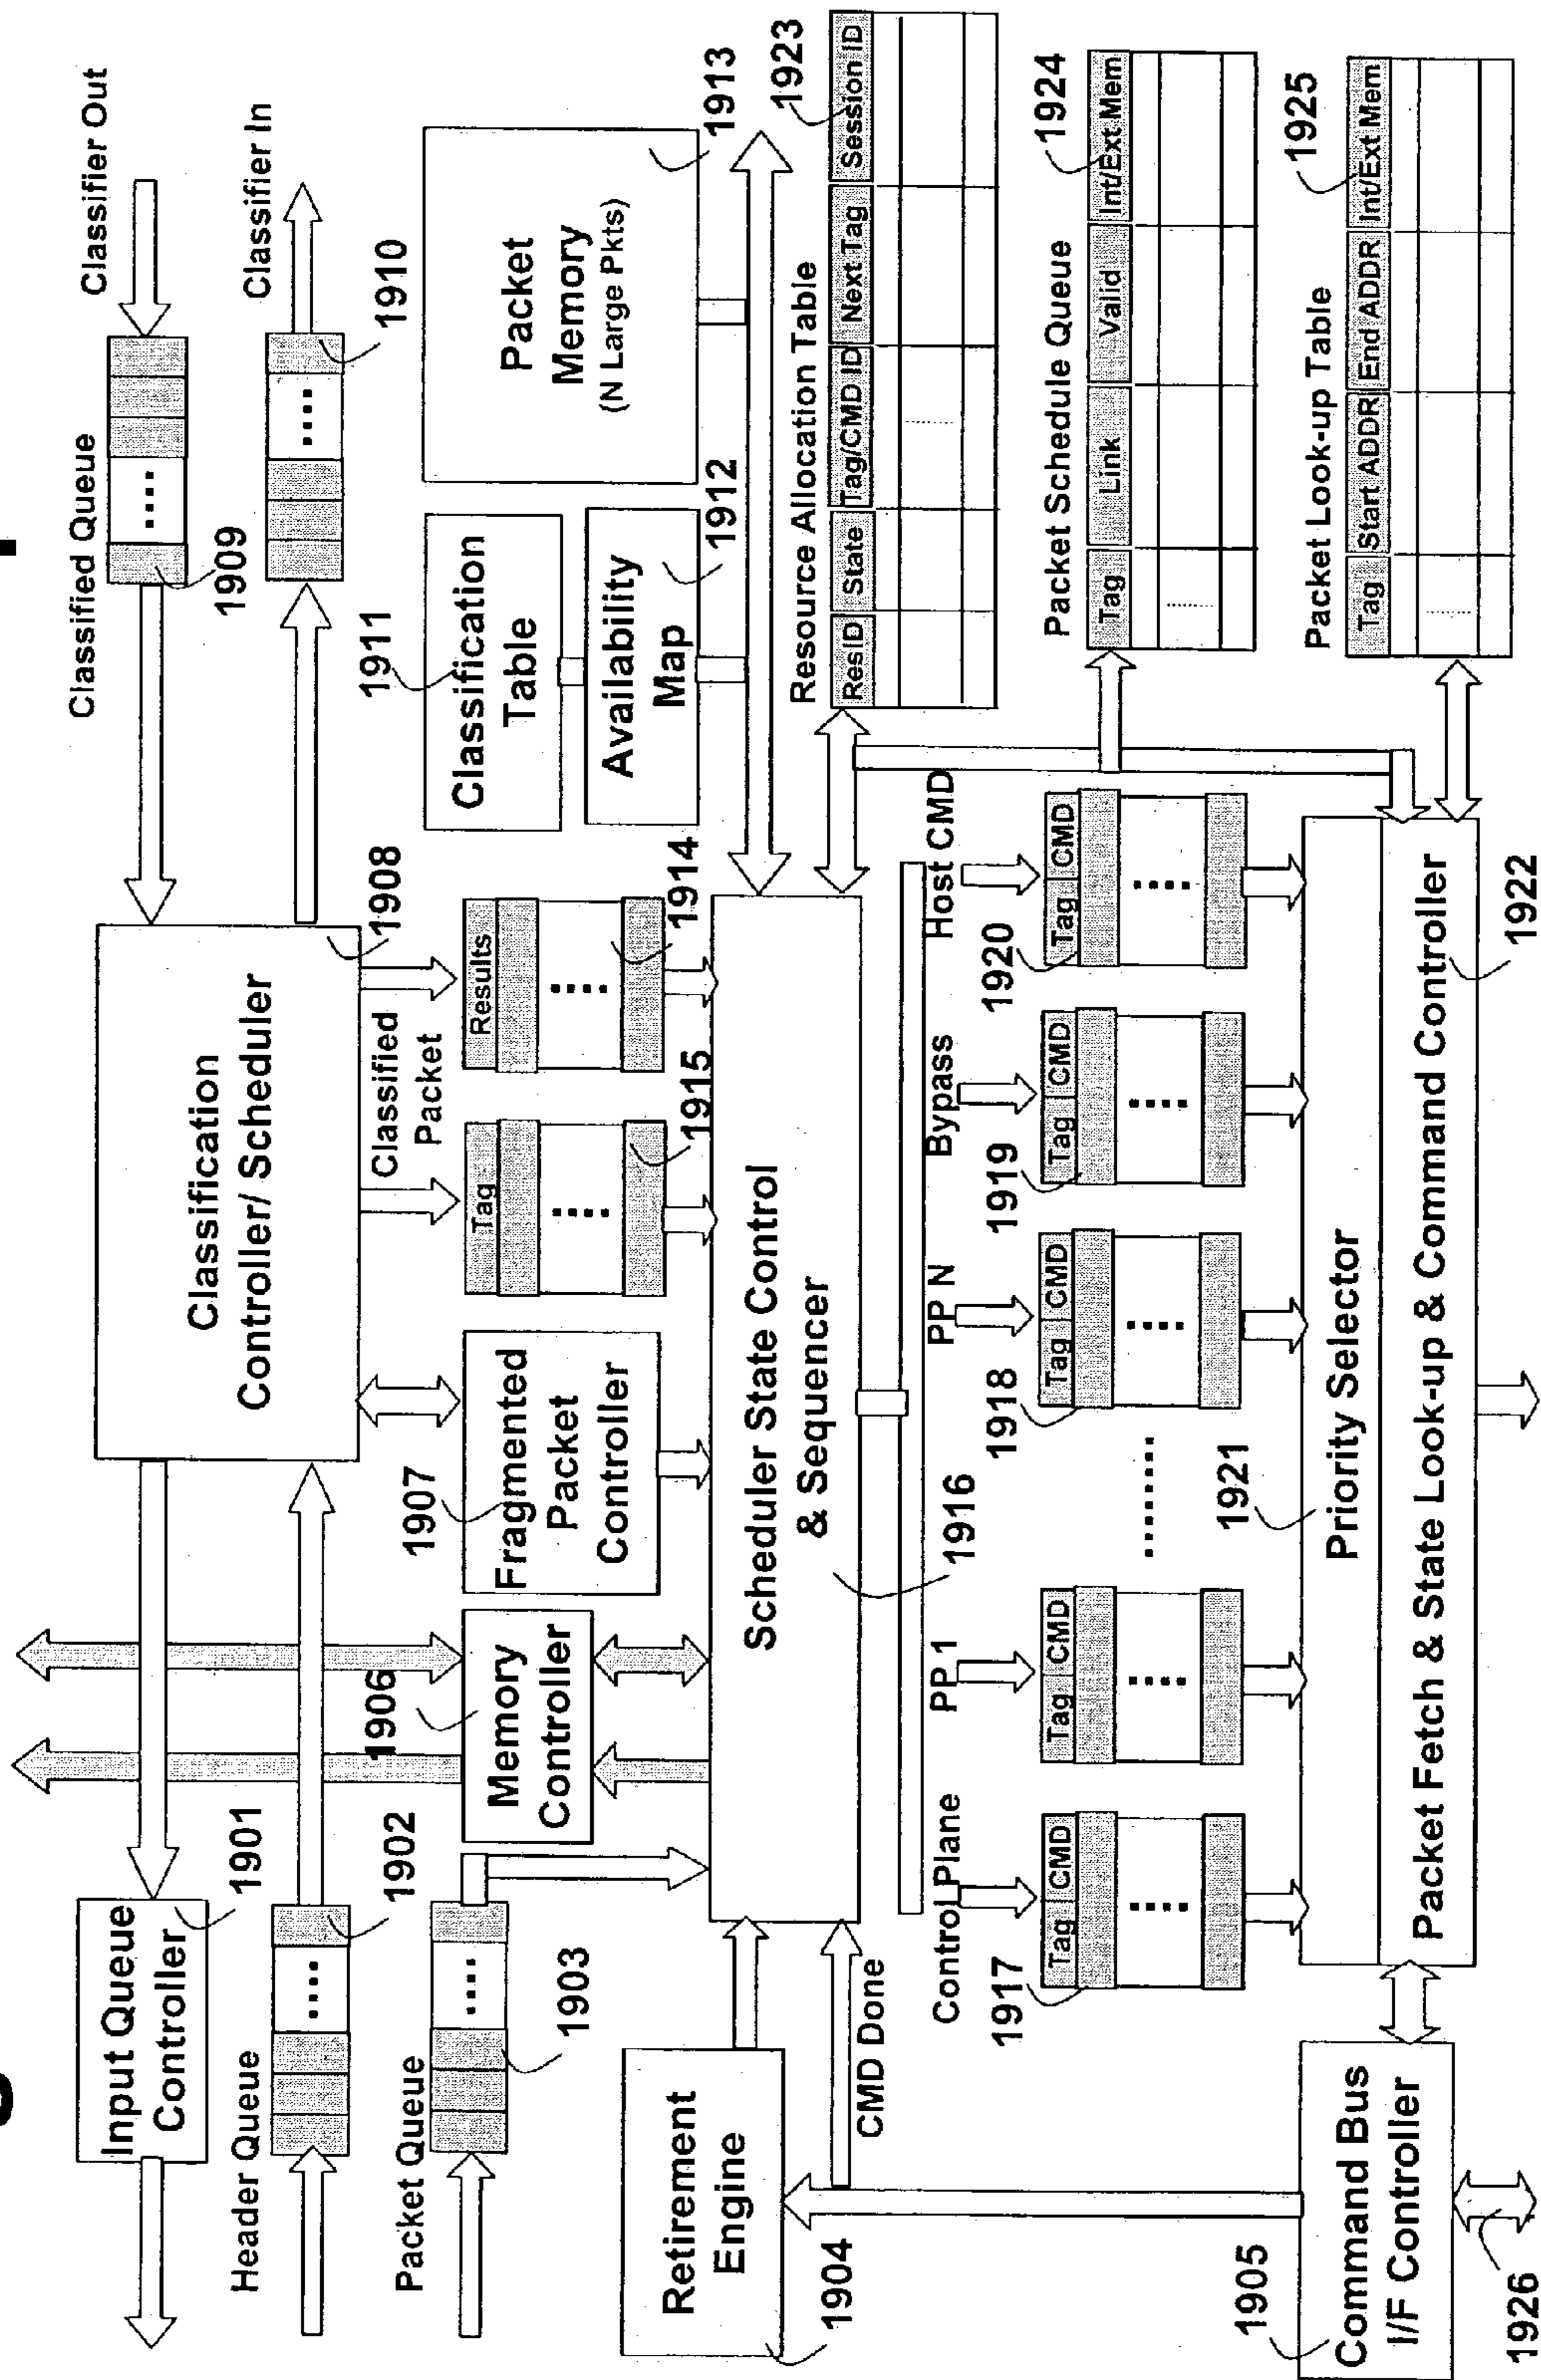 Classified Queue
Classifier Out
1909
Classifier In
1910
Input Queue
Controller
1901
Header Queue
1902
Packet Queue
1903
Classification
Controller/ Scheduler
1908
1911
Classification
Table
Availability
Map
1912
Packet
Memory
(N Large Pkts)
1913
1906
Memory
Controller
1907
Fragmented
Packet
Controller
Classified
Packet
Tag
1915
Results
1914
Retirement
Engine
1904
CMD Done
Scheduler State Control
& Sequencer
1916
Resource Allocation Table
1923
ResID
State
Tag/CMD ID
Next Tag
Session ID
Control Plane
PP 1
PP N
Bypass
Host CMD
1917
Tag CMD
Tag CMD
1918
Tag CMD
1919
Tag CMD
1920
Tag CMD
Packet Schedule Queue
1924
Tag
Link
Valid
Int/Ext Mem
Packet Look-up Table
1925
Tag
Start ADDR
End ADDR
Int/Ext Mem
1921
Priority Selector
Packet Fetch & State Look-up & Command Controller
1922
1905
Command Bus
I/F Controller
1926